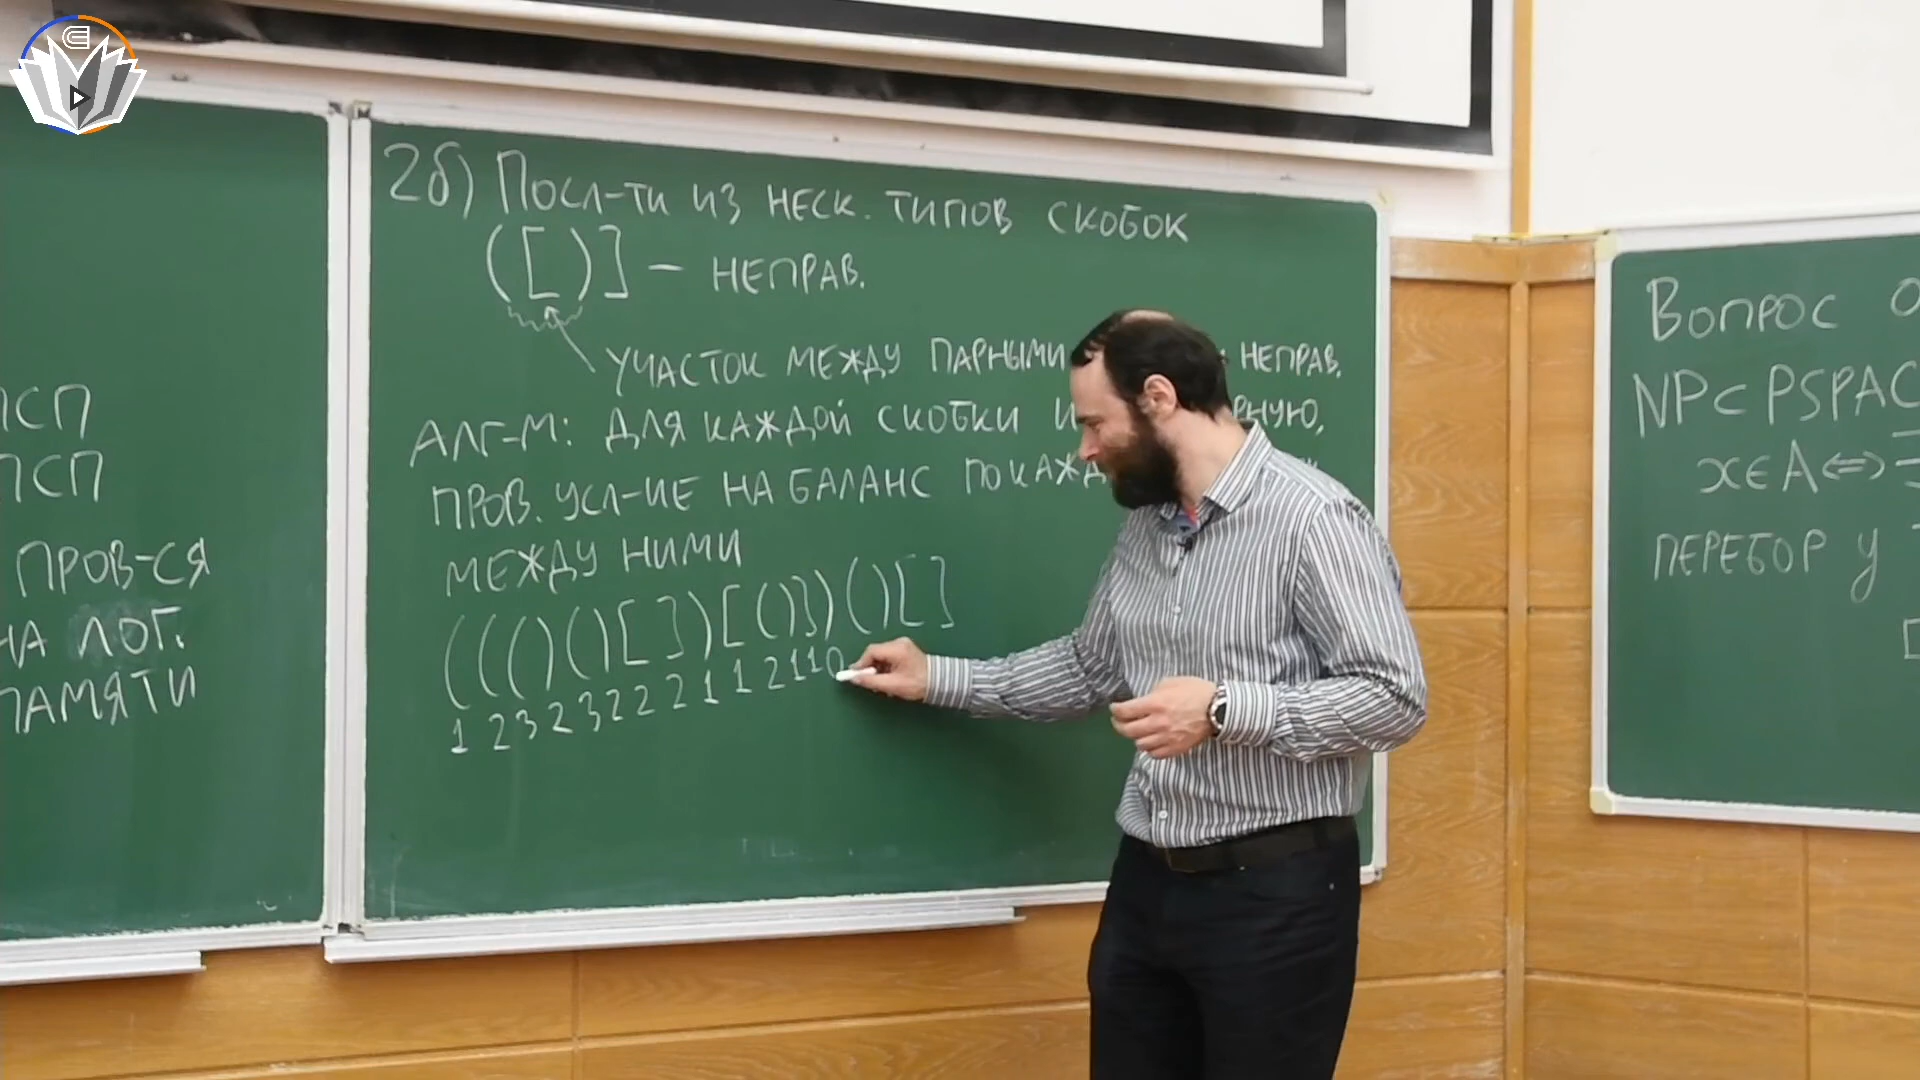 ПСП
ПСП
ПРОВ-СЯ
НА ЛОГ.
ПАМЯТИ
2б) ПОСЛ-ТИ ИЗ НЕСК. ТИПОВ СКОБОК
([)] – НЕПРАВ.
УЧАСТОК МЕЖДУ ПАРНЫМИ НЕПРАВ.
АЛГ-М: ДЛЯ КАЖДОЙ СКОБКИ РНУЮ,
ПРОВ. УСЛ-ИЕ НА БАЛАНС ПО КАЖД
МЕЖДУ НИМИ
((()()[])[()])()[]
1 2 3 2 3 2 2 2 1 1 2 1 1 0
ВОПРОС
NP⊂PSPAC
x∈A⇔
ПЕРЕБОР y